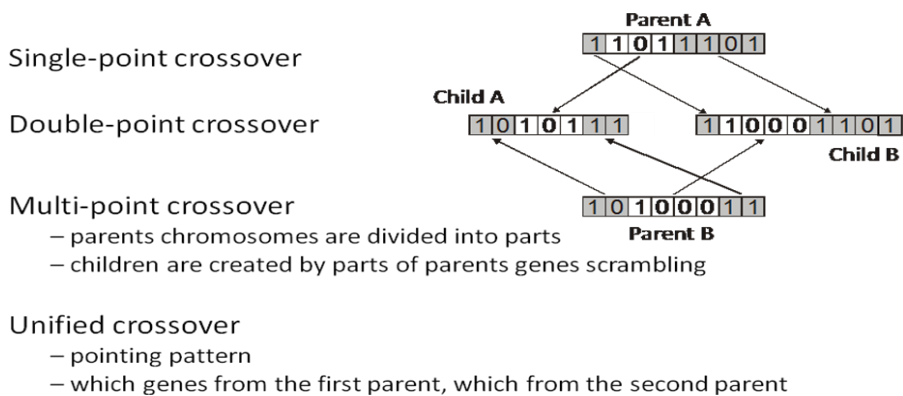 Parent A
1 1 0 1 1 1 0 1
Single-point crossover
Child A
Double-point crossover
1 0 1 0 1 1 1
1 1 0 0 0 1 1 0 1
Child B
Multi-point crossover
1 0 1 0 0 0 1 1
Parent B
– parents chromosomes are divided into parts
– children are created by parts of parents genes scrambling
Unified crossover
– pointing pattern
– which genes from the first parent, which from the second parent